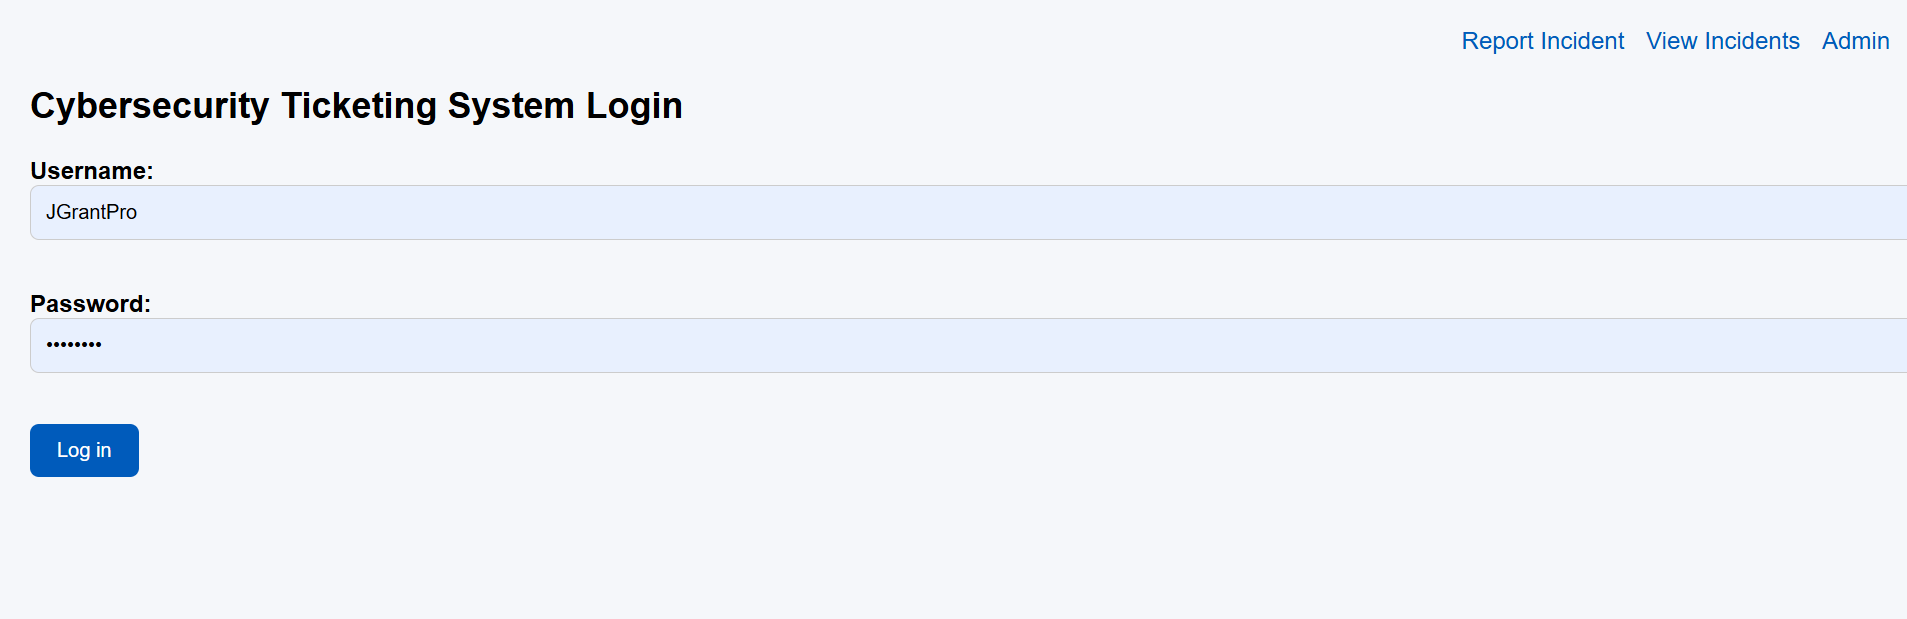 Report Incident View Incidents Admin
Cybersecurity Ticketing System Login
Username:
JGrantPro
Password:
••••••••
Log in